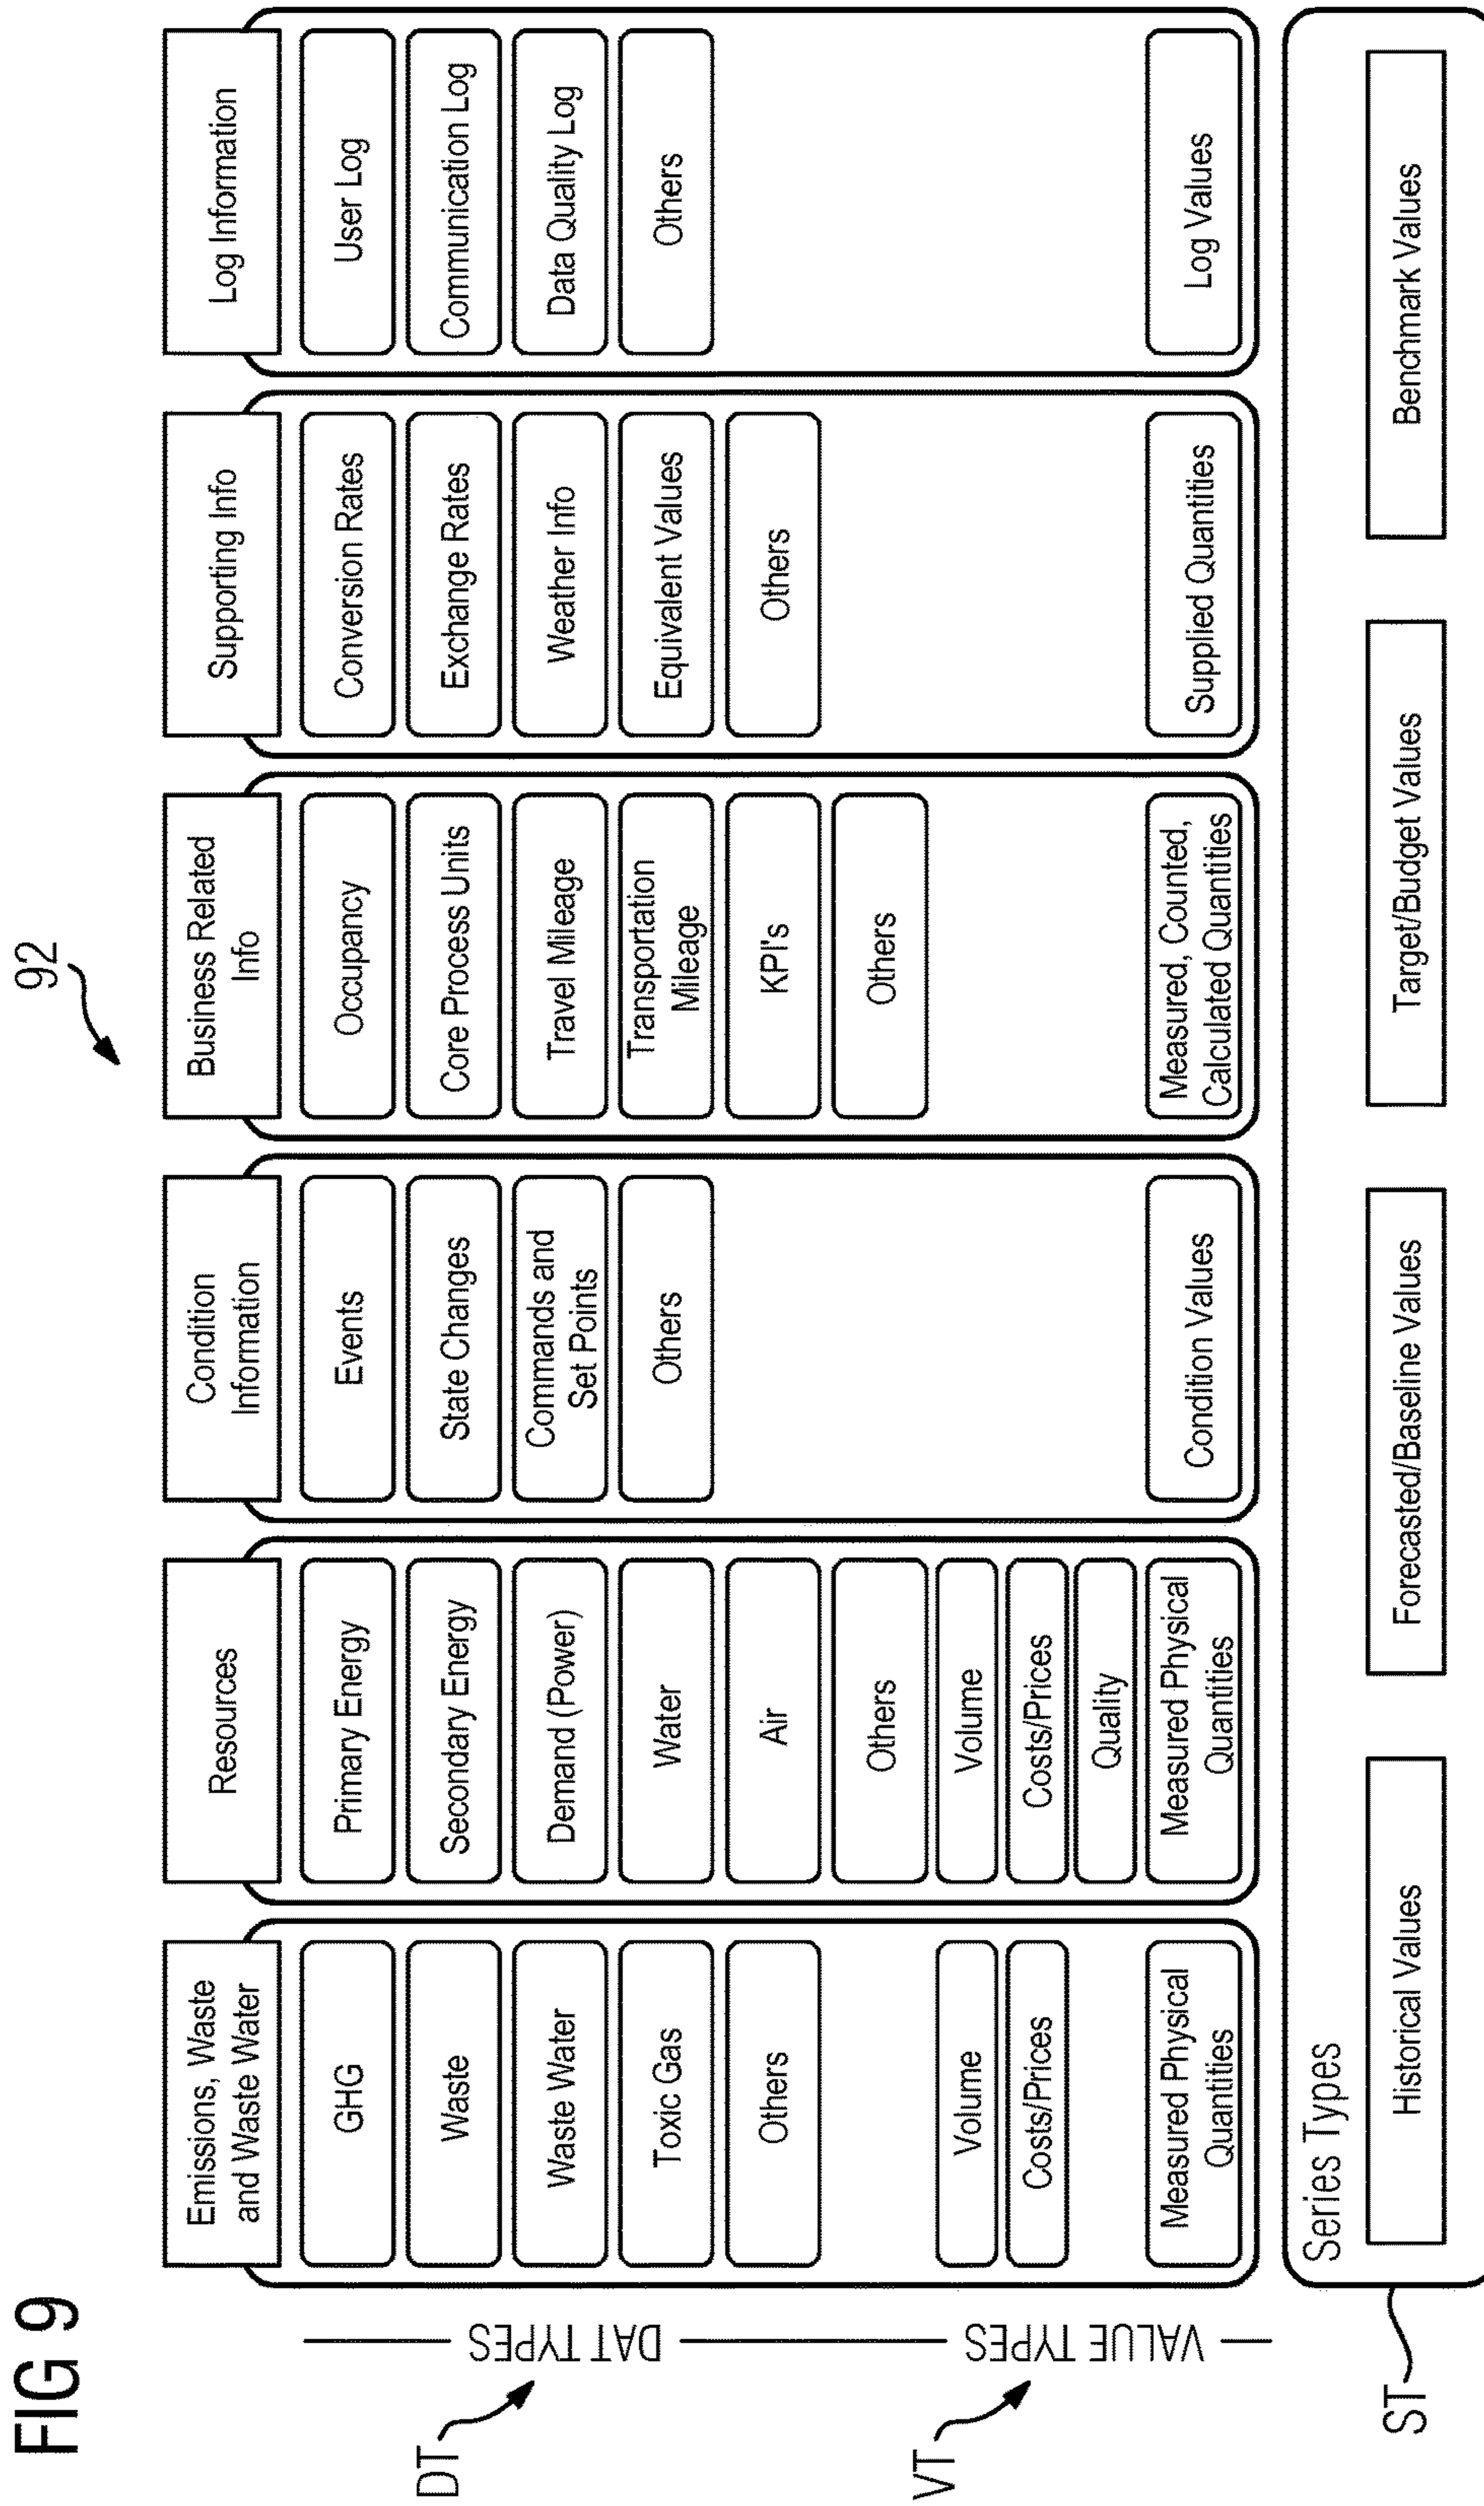 FIG 9
92
Emissions, Waste
and Waste Water
GHG
Waste
Waste Water
Toxic Gas
Others
Volume
Costs/Prices
Measured Physical
Quantities
Resources
Primary Energy
Secondary Energy
Demand (Power)
Water
Air
Others
Volume
Costs/Prices
Quality
Measured Physical
Quantities
Condition
Information
Events
State Changes
Commands and
Set Points
Others
Condition Values
Business Related
Info
Occupancy
Core Process Units
Travel Mileage
Transportation
Mileage
KPI's
Others
Measured, Counted,
Calculated Quantities
Supporting Info
Conversion Rates
Exchange Rates
Weather Info
Equivalent Values
Others
Supplied Quantities
Log Information
User Log
Communication Log
Data Quality Log
Others
Log Values
DT
DAT TYPES
VT
VALUE TYPES
ST
Series Types
Historical Values
Forecasted/Baseline Values
Target/Budget Values
Benchmark Values